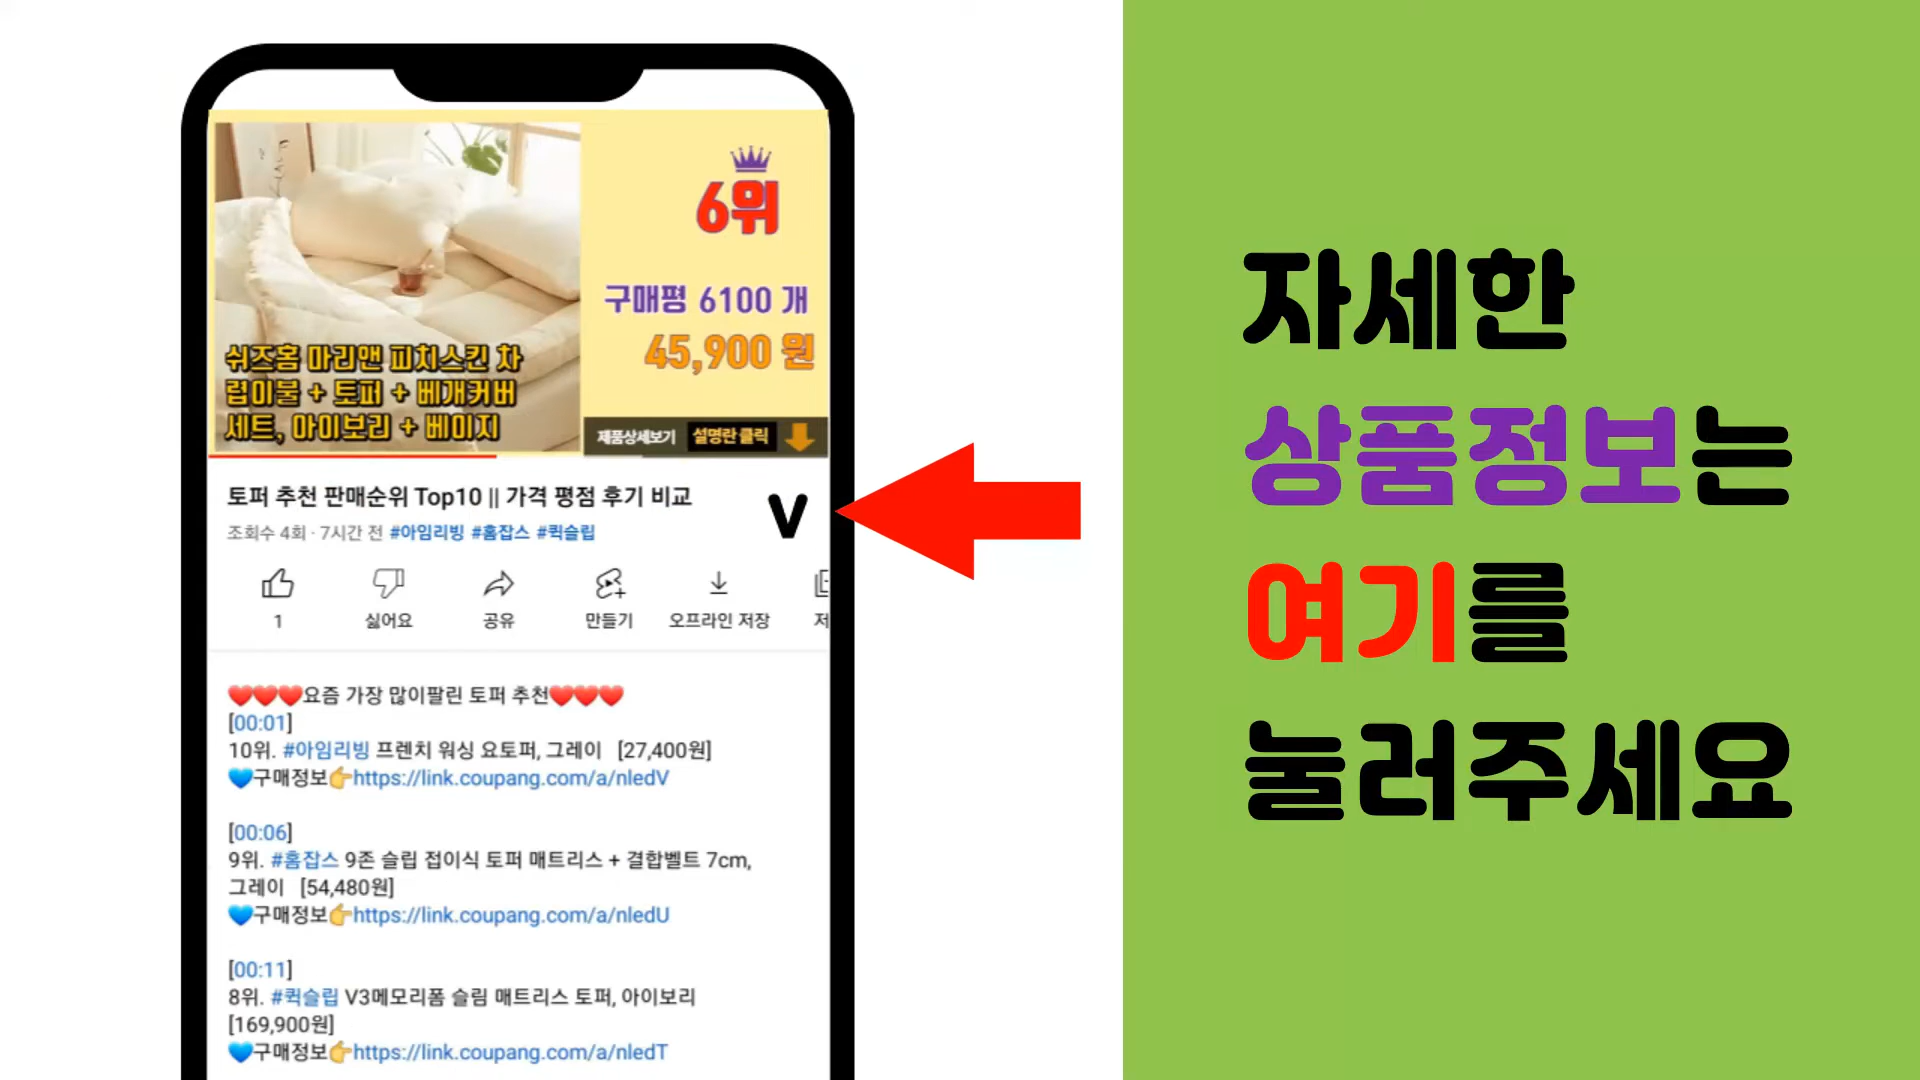 6위
구매평 6100 개
45,900 원
쉬즈홈 마리앤 피치스킨 차
렵이불 + 토퍼 + 베개커버
세트, 아이보리 + 베이지
제품상세보기 설명란 클릭
토퍼 추천 판매순위 Top10 || 가격 평점 후기 비교
V
조회수 4회 · 7시간 전 #아임리빙 #홈잡스 #퀵슬립
1 싫어요 공유 만들기 오프라인 저장 저
❤️❤️❤️요즘 가장 많이팔린 토퍼 추천❤️❤️❤️
[00:01]
10위. #아임리빙 프렌치 워싱 요토퍼, 그레이 [27,400원]
💙구매정보👉https://link.coupang.com/a/nledV
[00:06]
9위. #홈잡스 9존 슬립 접이식 토퍼 매트리스 + 결합벨트 7cm,
그레이 [54,480원]
💙구매정보👉https://link.coupang.com/a/nledU
[00:11]
8위. #퀵슬립 V3메모리폼 슬림 매트리스 토퍼, 아이보리
[169,900원]
💙구매정보👉https://link.coupang.com/a/nledT
자세한
상품정보는
여기를
눌러주세요